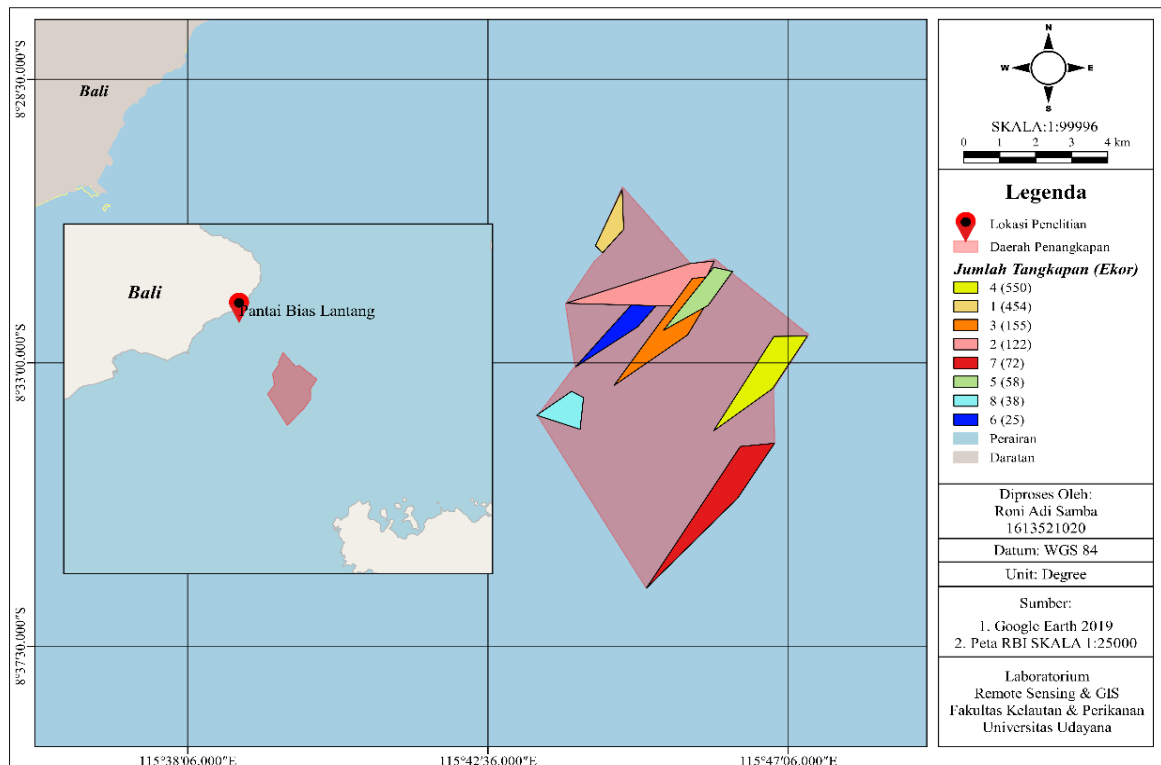 Bali
Bali
Pantai Bias Lantang
8°28'30.000"S
8°33'00.000"S
8°37'30.000"S
115°38'06.000"E
115°42'36.000"E
115°47'06.000"E
N
W
E
S
SKALA:1:99996
0 1 2 3 4 km
Legenda
Lokasi Penelitian
Daerah Penangkapan
Jumlah Tangkapan (Ekor)
4 (550)
1 (454)
3 (155)
2 (122)
7 (72)
5 (58)
8 (38)
6 (25)
Perairan
Daratan
Diproses Oleh:
Roni Adi Samba
1613521020
Datum: WGS 84
Unit: Degree
Sumber:
1. Google Earth 2019
2. Peta RBI SKALA 1:25000
Laboratorium
Remote Sensing & GIS
Fakultas Kelautan & Perikanan
Universitas Udayana